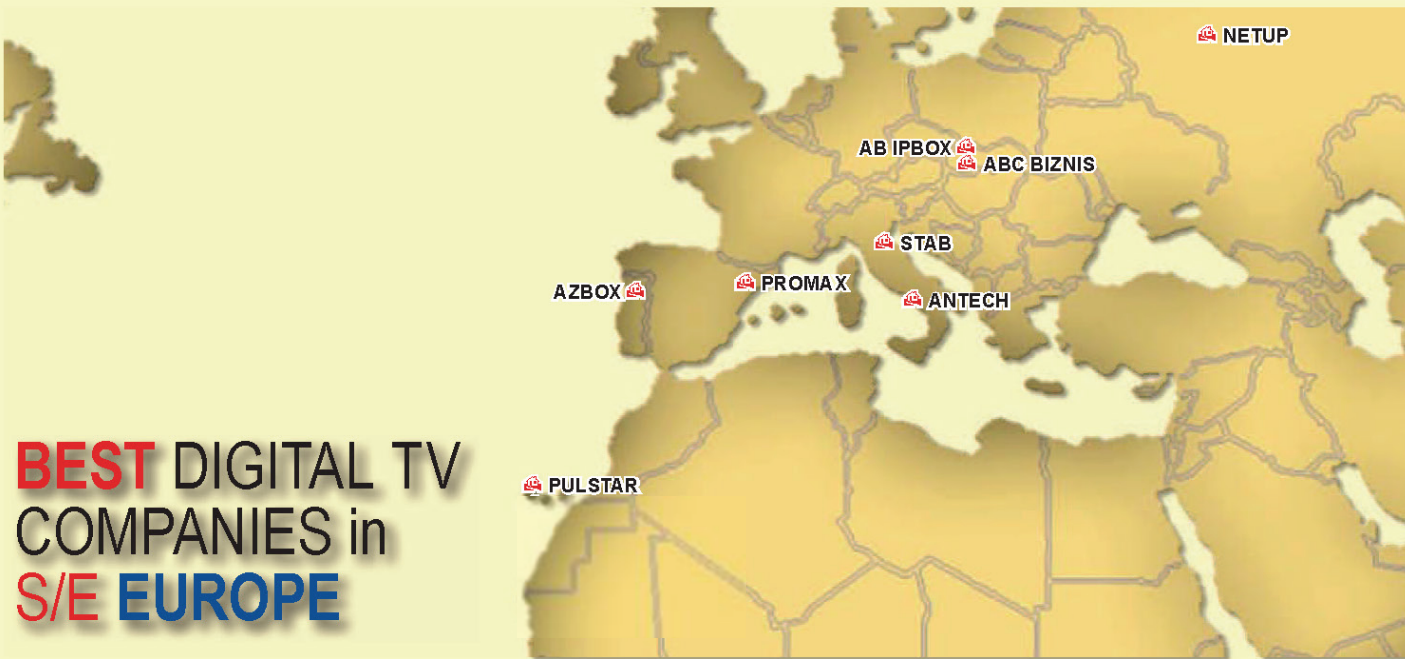 NETUP
AB IPBOX
ABC BIZNIS
STAB
PROMAX
AZBOX
ANTECH
PULSTAR
BEST DIGITAL TV
COMPANIES in
S/E EUROPE